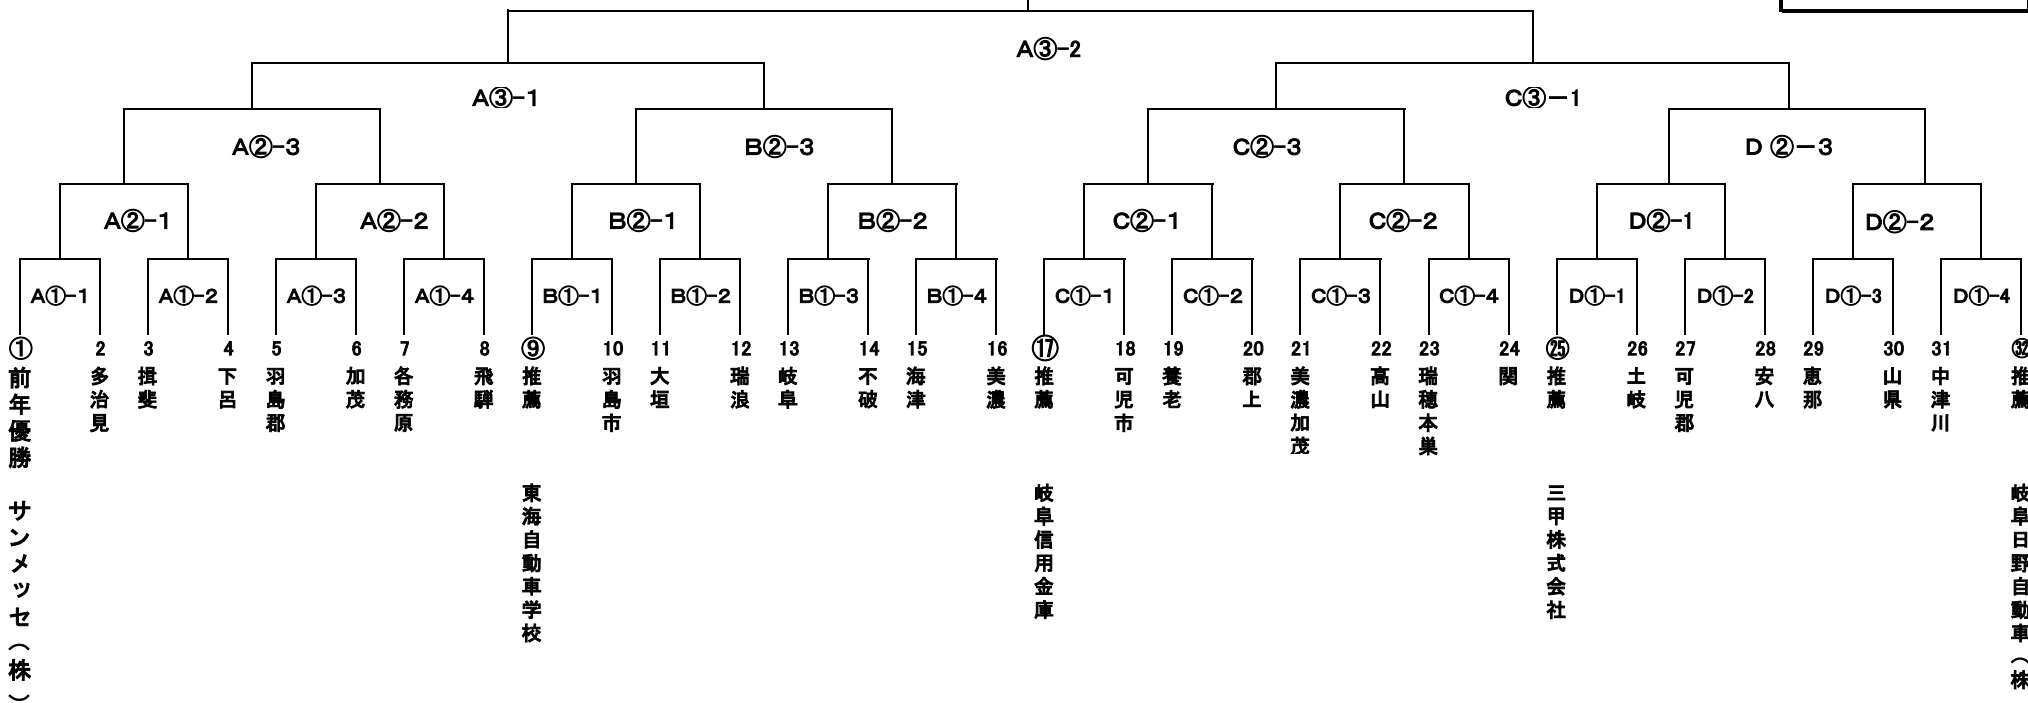 A③-2
A③-1
C③－1
A②-3
B②-3
C②-3
D ②－3
A②-1
A②-2
B②-1
B②-2
C②-1
C②-2
D②-1
D②-2
A①-1
A①-2
A①-3
A①-4
B①-1
B①-2
B①-3
B①-4
C①-1
C①-2
C①-3
C①-4
D①-1
D①-2
D①-3
D①-4
① 前年優勝 サンメッセ（株）
2 多治見
3 揖斐
4 下呂
5 羽島郡
6 加茂
7 各務原
8 飛騨
⑨ 推薦 東海自動車学校
10 羽島市
11 大垣
12 瑞浪
13 岐阜
14 不破
15 海津
16 美濃
⑰ 推薦 岐阜信用金庫
18 可児市
19 養老
20 郡上
21 美濃加茂
22 高山
23 瑞穂本巣
24 関
㉕ 推薦 三甲株式会社
26 土岐
27 可児郡
28 安八
29 恵那
30 山県
31 中津川
㉜ 推薦 岐阜日野自動車（株